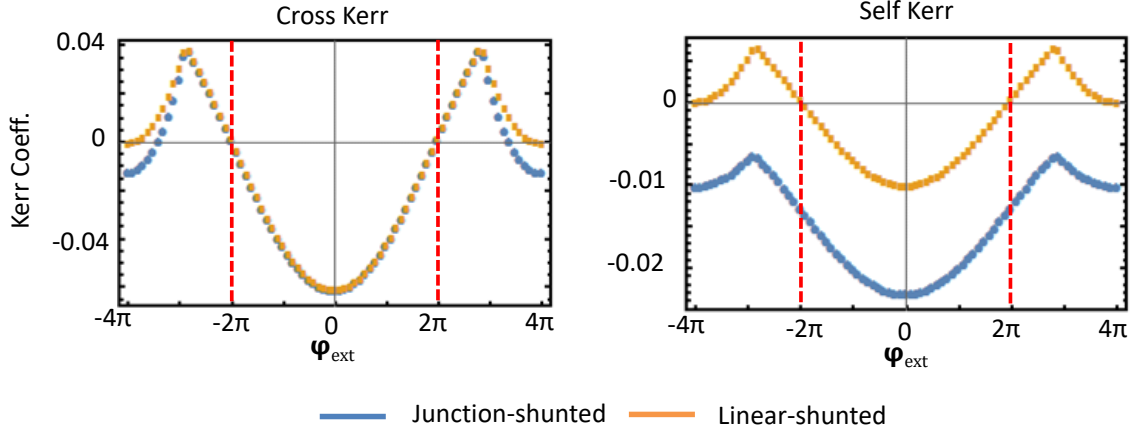 Cross Kerr
Self Kerr
Kerr Coeff.
0.04
0
-0.04
-4π
-2π
0
2π
4π
φext
0
-0.01
-0.02
-4π
-2π
0
2π
4π
φext
Junction-shunted
Linear-shunted